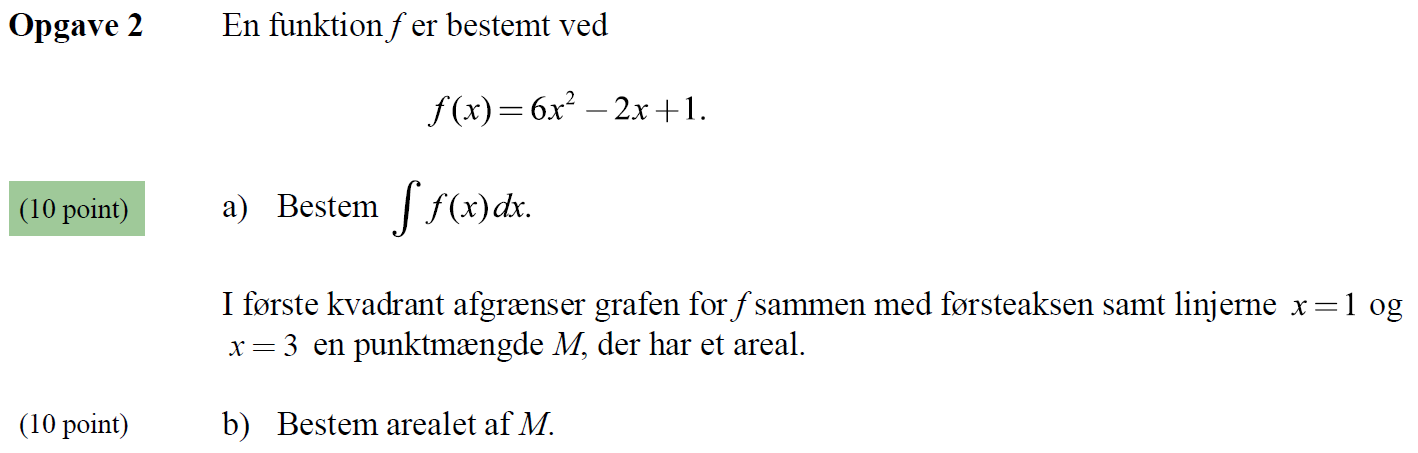 Opgave 2 En funktion f er bestemt ved
f(x) = 6x² − 2x + 1.
(10 point) a) Bestem ∫ f(x) dx.
I første kvadrant afgrænser grafen for f sammen med førsteaksen samt linjerne x = 1 og
x = 3 en punktmængde M, der har et areal.
(10 point) b) Bestem arealet af M.